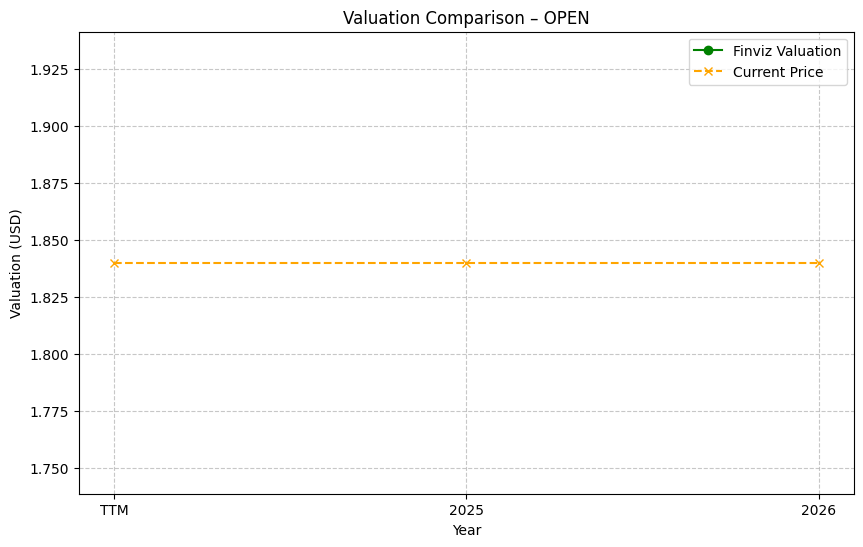 Valuation Comparison – OPEN
Finviz Valuation
Current Price
Valuation (USD)
1.925
1.900
1.875
1.850
1.825
1.800
1.775
1.750
TTM
2025
2026
Year